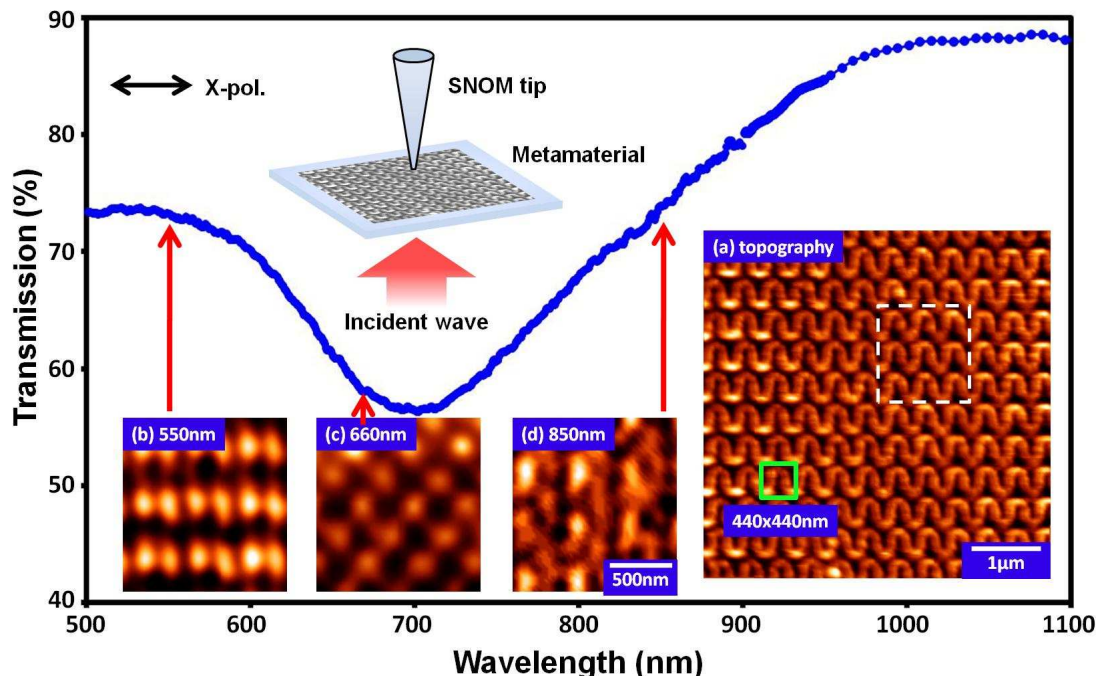 90
80
70
60
50
40
Transmission (%)
X-pol.
SNOM tip
Metamaterial
Incident wave
(a) topography
440x440nm
1µm
(b) 550nm
(c) 660nm
(d) 850nm
500nm
500
600
700
800
900
1000
1100
Wavelength (nm)